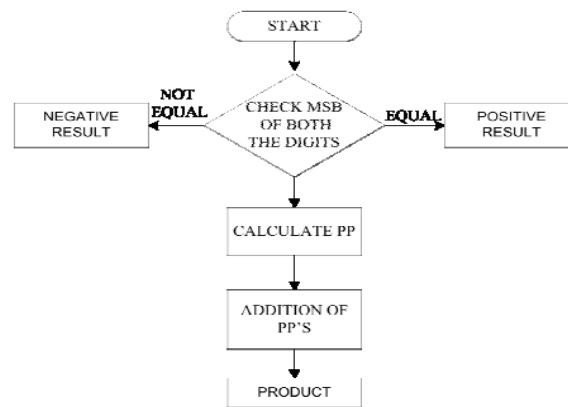 START
NOT
EQUAL
NEGATIVE
RESULT
CHECK MSB
OF BOTH
THE DIGITS
EQUAL
POSITIVE
RESULT
CALCULATE PP
ADDITION OF
PP'S
PRODUCT